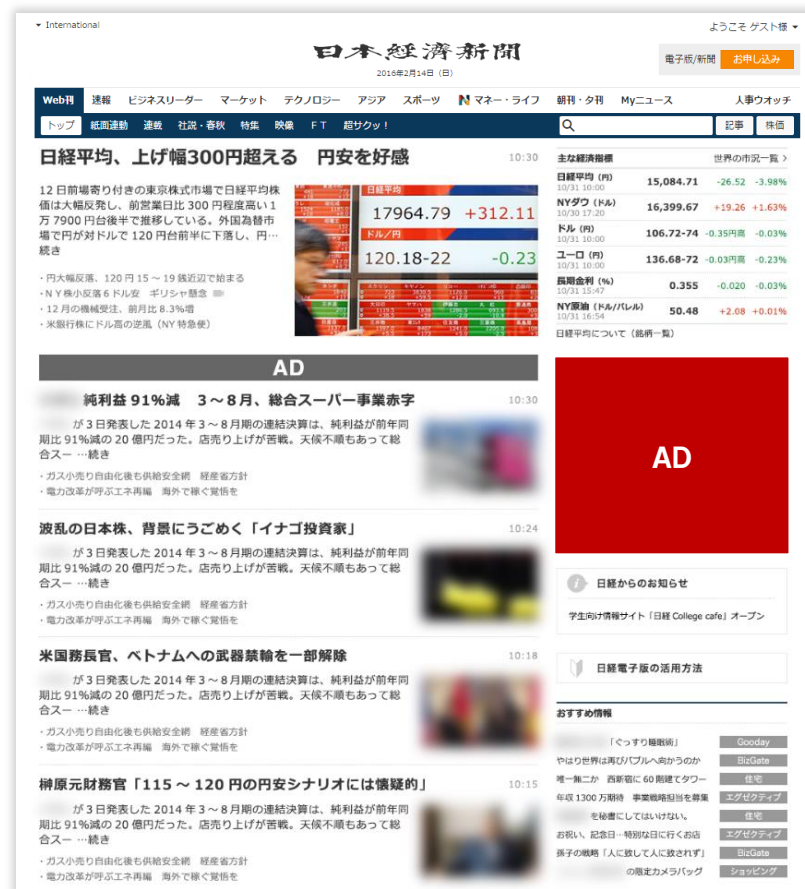 International
ようこそ ゲスト様
日本経済新聞
2016年2月14日（日）
電子版/新聞 お申し込み
Web刊 速報 ビジネスリーダー マーケット テクノロジー アジア スポーツ N マネー・ライフ 朝刊・夕刊 Myニュース 人事ウオッチ
トップ 紙面連動 連載 社説・春秋 特集 映像 FT 超サクッ！ 記事 株価
日経平均、上げ幅300円超える 円安を好感 10:30
12日前場寄り付きの東京株式市場で日経平均株
価は大幅反発し、前営業日比300円程度高い1
万7900円台後半で推移している。外国為替市
場で円が対ドルで120円台前半に下落し、円…
続き
・円大幅反落、120円15～19銭近辺で始まる
・NY株小反落6ドル安 ギリシャ懸念
・12月の機械受注、前月比8.3%増
・米銀行株にドル高の逆風（NY特急便）
日経平均
17964.79 +312.11
ドル/円
120.18-22 -0.23
主な経済指標 世界の市況一覧
日経平均 (円) 15,084.71 -26.52 -3.98%
10/31 10:00
NYダウ (ドル) 16,399.67 +19.26 +1.63%
10/30 17:20
ドル (円) 106.72-74 -0.35円高 -0.03%
10/31 10:00
ユーロ (円) 136.68-72 -0.03円高 -0.23%
10/31 10:00
長期金利 (%) 0.355 -0.020 -0.03%
10/31 15:47
NY原油 (ドル/バレル) 50.48 +2.08 +0.01%
10/31 16:54
日経平均について（銘柄一覧）
AD
純利益91%減 3～8月、総合スーパー事業赤字 10:30
が3日発表した2014年3～8月期の連結決算は、純利益が前年同
期比91%減の20億円だった。店売り上げが苦戦。天候不順もあって総
合スー …続き
・ガス小売り自由化後も供給安全網 経産省方針
・電力改革が呼ぶエネ再編 海外で稼ぐ覚悟を
波乱の日本株、背景にうごめく「イナゴ投資家」 10:24
が3日発表した2014年3～8月期の連結決算は、純利益が前年同
期比91%減の20億円だった。店売り上げが苦戦。天候不順もあって総
合スー …続き
・ガス小売り自由化後も供給安全網 経産省方針
・電力改革が呼ぶエネ再編 海外で稼ぐ覚悟を
米国務長官、ベトナムへの武器禁輸を一部解除 10:18
が3日発表した2014年3～8月期の連結決算は、純利益が前年同
期比91%減の20億円だった。店売り上げが苦戦。天候不順もあって総
合スー …続き
・ガス小売り自由化後も供給安全網 経産省方針
・電力改革が呼ぶエネ再編 海外で稼ぐ覚悟を
榊原元財務官「115～120円の円安シナリオには懐疑的」 10:15
が3日発表した2014年3～8月期の連結決算は、純利益が前年同
期比91%減の20億円だった。店売り上げが苦戦。天候不順もあって総
合スー …続き
・ガス小売り自由化後も供給安全網 経産省方針
・電力改革が呼ぶエネ再編 海外で稼ぐ覚悟を
AD
日経からのお知らせ
学生向け情報サイト「日経College cafe」オープン
日経電子版の活用方法
おすすめ情報
「ぐっすり睡眠術」 Gooday
やはり世界は再びバブルへ向かうのか BizGate
唯一無二か 西新宿に60階建てタワー 住宅
年収1300万期待 事業戦略担当を募集 エグゼクティブ
を秘書にしてはいけない。 住宅
お祝い、記念日…特別な日に行くお店 エグゼクティブ
孫子の戦略「人に致して人に致されず」 BizGate
の限定カメラバッグ ショッピング